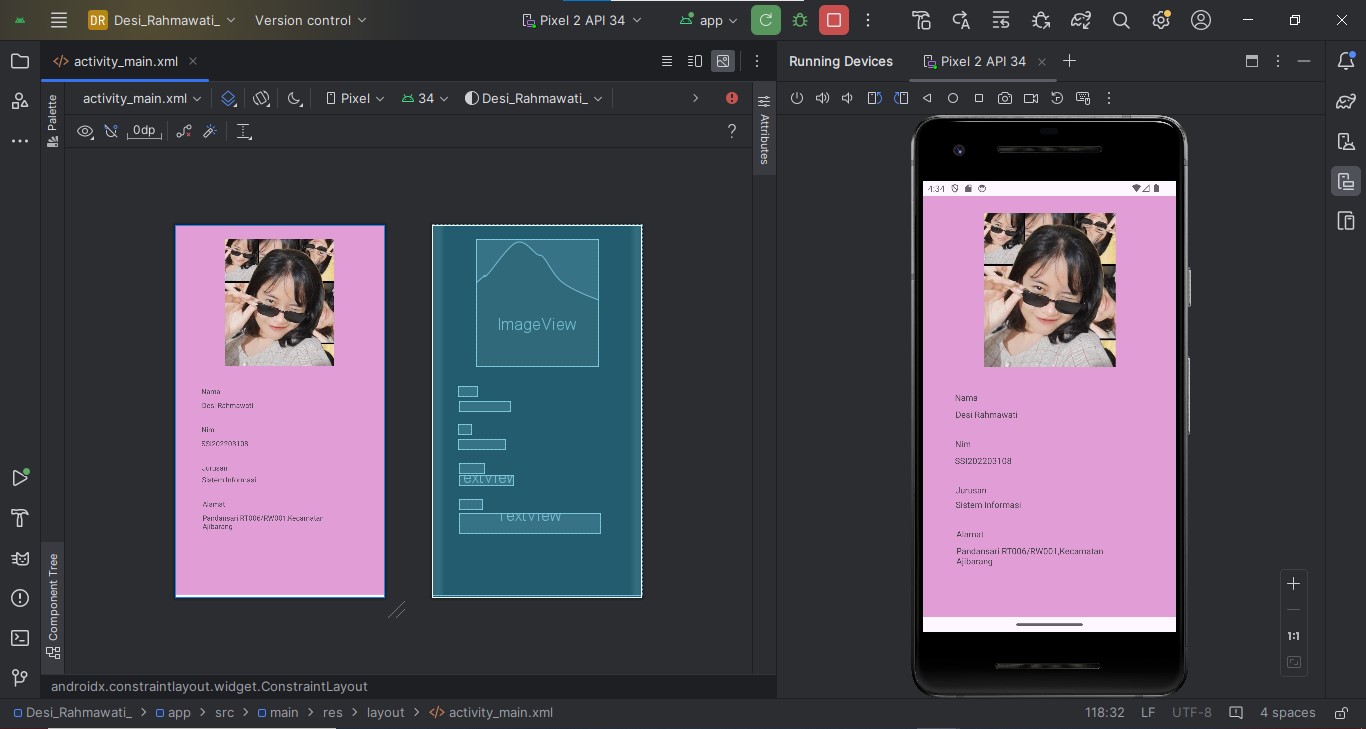 DR Desi_Rahmawati_ Version control Pixel 2 API 34 app
activity_main.xml Running Devices Pixel 2 API 34
activity_main.xml Pixel 34 Desi_Rahmawati_
Palette
Attributes
0dp ?
Nama
Desi Rahmawati
Nim
SSI202203108
Jurusan
Sistem Informasi
Alamat
Pandansari RT006/RW001,Kecamatan
Ajibarang
ImageView
TextView
TextView
4:34
Nama
Desi Rahmawati
Nim
SSI202203108
Jurusan
Sistem Informasi
Alamat
Pandansari RT006/RW001,Kecamatan
Ajibarang
1:1
Component Tree
androidx.constraintlayout.widget.ConstraintLayout
Desi_Rahmawati_ > app > src > main > res > layout > activity_main.xml 118:32 LF UTF-8 4 spaces